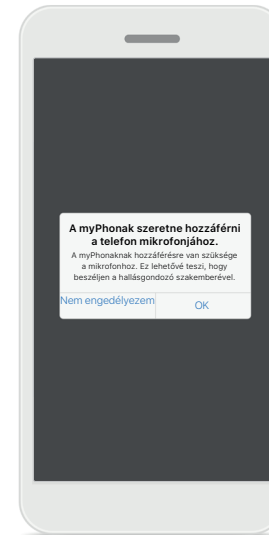 A myPhonak szeretne hozzáférni
a telefon mikrofonjához.
A myPhonaknak hozzáférésre van szüksége
a mikrofonhoz. Ez lehetővé teszi, hogy
beszéljen a hallásgondozó szakemberével.
Nem engedélyezem
OK